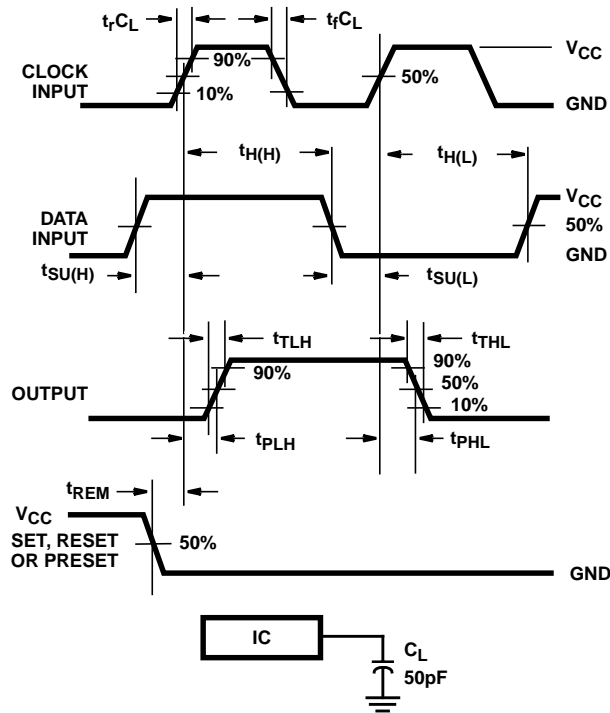 trCL
tfCL
CLOCK
INPUT
90%
10%
50%
VCC
GND
tH(H)
tH(L)
DATA
INPUT
VCC
50%
GND
tSU(H)
tSU(L)
tTLH
tTHL
OUTPUT
90%
90%
50%
10%
tPLH
tPHL
tREM
VCC
SET, RESET
OR PRESET
50%
GND
IC
CL
50pF